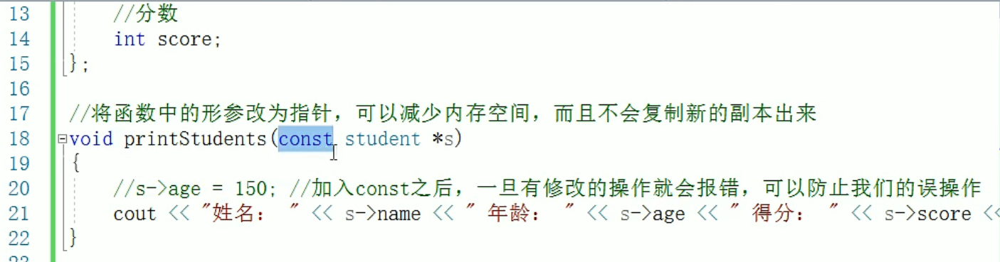 13 //分数
14 int score;
15 };
16
17 //将函数中的形参改为指针，可以减少内存空间，而且不会复制新的副本出来
18 void printStudents(const student *s)
19 {
20 //s->age = 150; //加入const之后，一旦有修改的操作就会报错，可以防止我们的误操作
21 cout << "姓名： " << s->name << " 年龄： " << s->age << " 得分： " << s->score <<
22 }